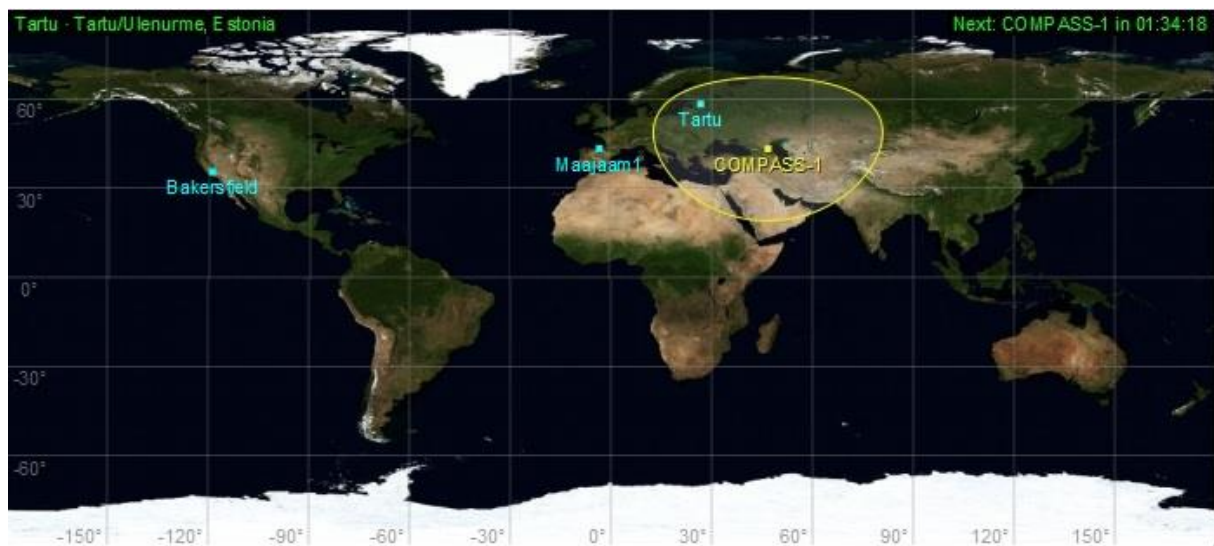 Tartu · Tartu/Ulenurme, Estonia
Next: COMPASS-1 in 01:34:18
60°
Tartu
Maajaam1
COMPASS-1
Bakersfield
30°
0°
-30°
-60°
-150° -120° -90° -60° -30° 0° 30° 60° 90° 120° 150°